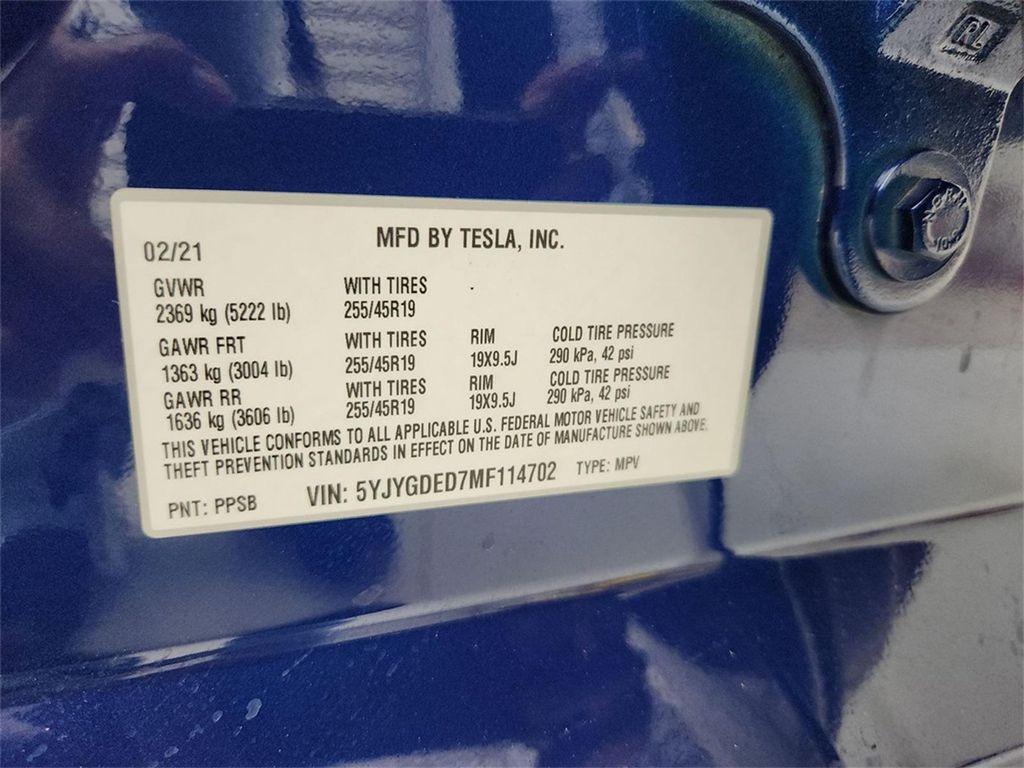 RL
NORM
MFD BY TESLA, INC.
02/21
GVWR WITH TIRES
2369 kg (5222 lb) 255/45R19
GAWR FRT WITH TIRES RIM COLD TIRE PRESSURE
1363 kg (3004 lb) 255/45R19 19X9.5J 290 kPa, 42 psi
GAWR RR WITH TIRES RIM COLD TIRE PRESSURE
1636 kg (3606 lb) 255/45R19 19X9.5J 290 kPa, 42 psi
THIS VEHICLE CONFORMS TO ALL APPLICABLE U.S. FEDERAL MOTOR VEHICLE SAFETY AND
THEFT PREVENTION STANDARDS IN EFFECT ON THE DATE OF MANUFACTURE SHOWN ABOVE.
PNT: PPSB VIN: 5YJYGDED7MF114702 TYPE: MPV